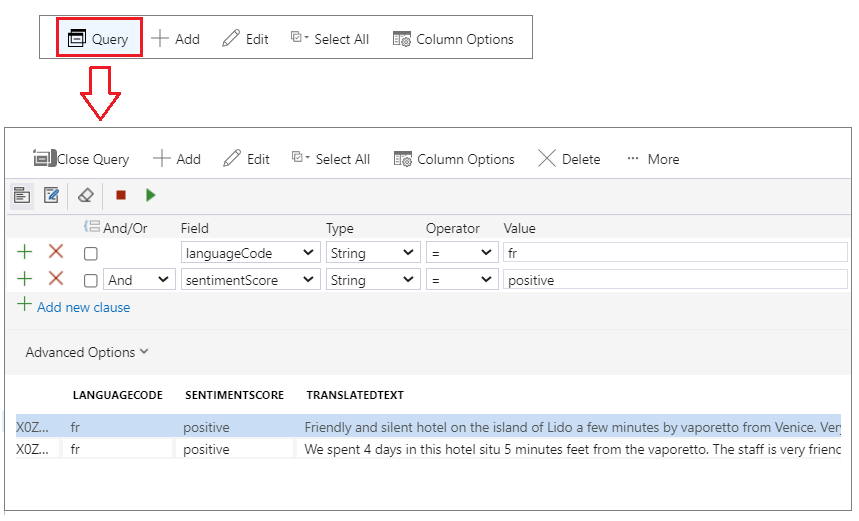 Query Add Edit Select All Column Options
Close Query Add Edit Select All Column Options Delete ··· More
And/Or Field Type Operator Value
languageCode String = fr
And sentimentScore String = positive
Add new clause
Advanced Options
LANGUAGECODE SENTIMENTSCORE TRANSLATEDTEXT
X0Z... fr positive Friendly and silent hotel on the island of Lido a few minutes by vaporetto from Venice. Very
X0Z... fr positive We spent 4 days in this hotel situ 5 minutes feet from the vaporetto. The staff is very frienc